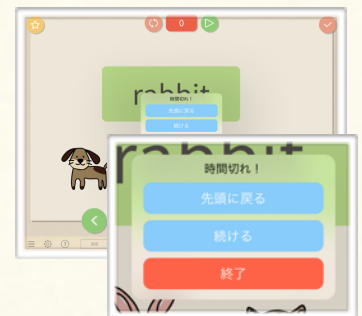 0
rabbit
時間切れ！
先頭に戻る
続ける
rabbit
時間切れ！
先頭に戻る
続ける
終了